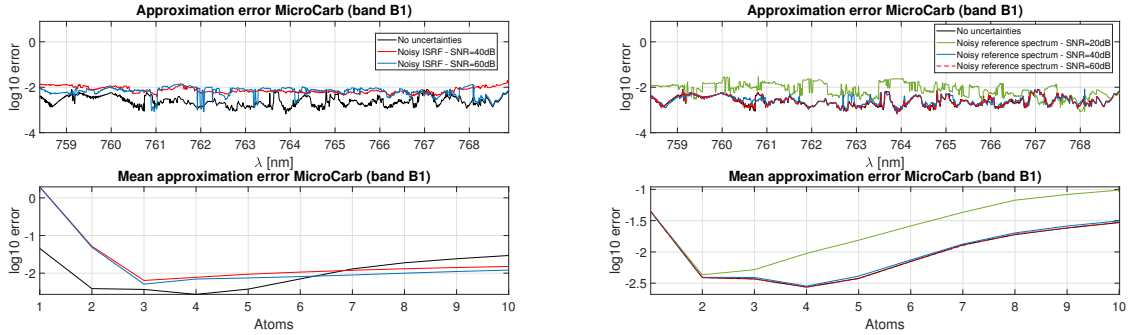 Approximation error MicroCarb (band B1)
log10 error
0
-2
-4
No uncertainties
Noisy ISRF - SNR=40dB
Noisy ISRF - SNR=60dB
759 760 761 762 763 764 765 766 767 768
λ [nm]
Mean approximation error MicroCarb (band B1)
log10 error
0
-1
-2
1 2 3 4 5 6 7 8 9 10
Atoms
Approximation error MicroCarb (band B1)
log10 error
0
-2
-4
No uncertainties
Noisy reference spectrum - SNR=20dB
Noisy reference spectrum - SNR=40dB
Noisy reference spectrum - SNR=60dB
759 760 761 762 763 764 765 766 767 768
λ [nm]
Mean approximation error MicroCarb (band B1)
log10 error
-1
-1.5
-2
-2.5
2 3 4 5 6 7 8 9 10
Atoms